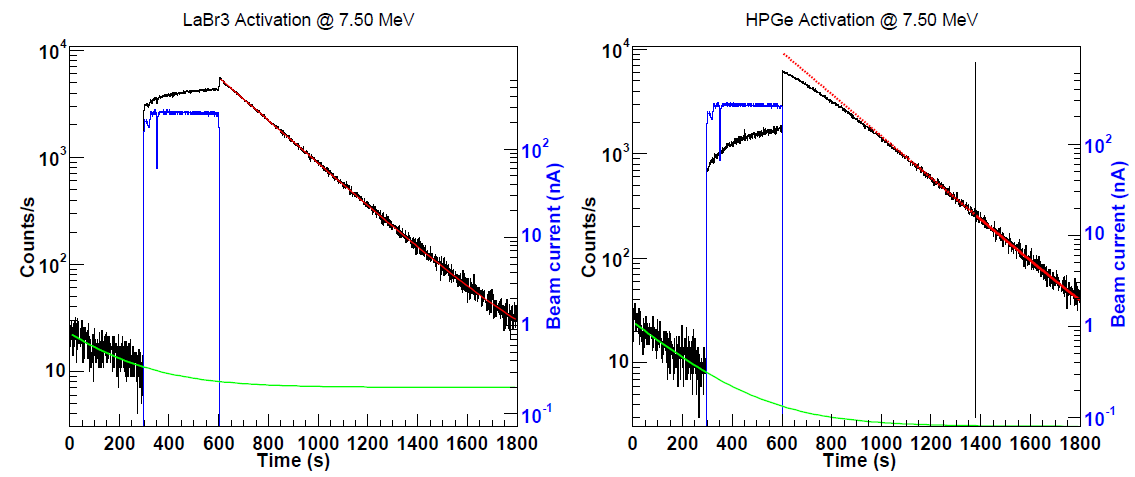 LaBr3 Activation @ 7.50 MeV
Counts/s
10^4
10^3
10^2
10
Beam current (nA)
10^2
10
1
10^-1
0 200 400 600 800 1000 1200 1400 1600 1800
Time (s)
HPGe Activation @ 7.50 MeV
Counts/s
10^4
10^3
10^2
10
Beam current (nA)
10^2
10
1
10^-1
0 200 400 600 800 1000 1200 1400 1600 1800
Time (s)